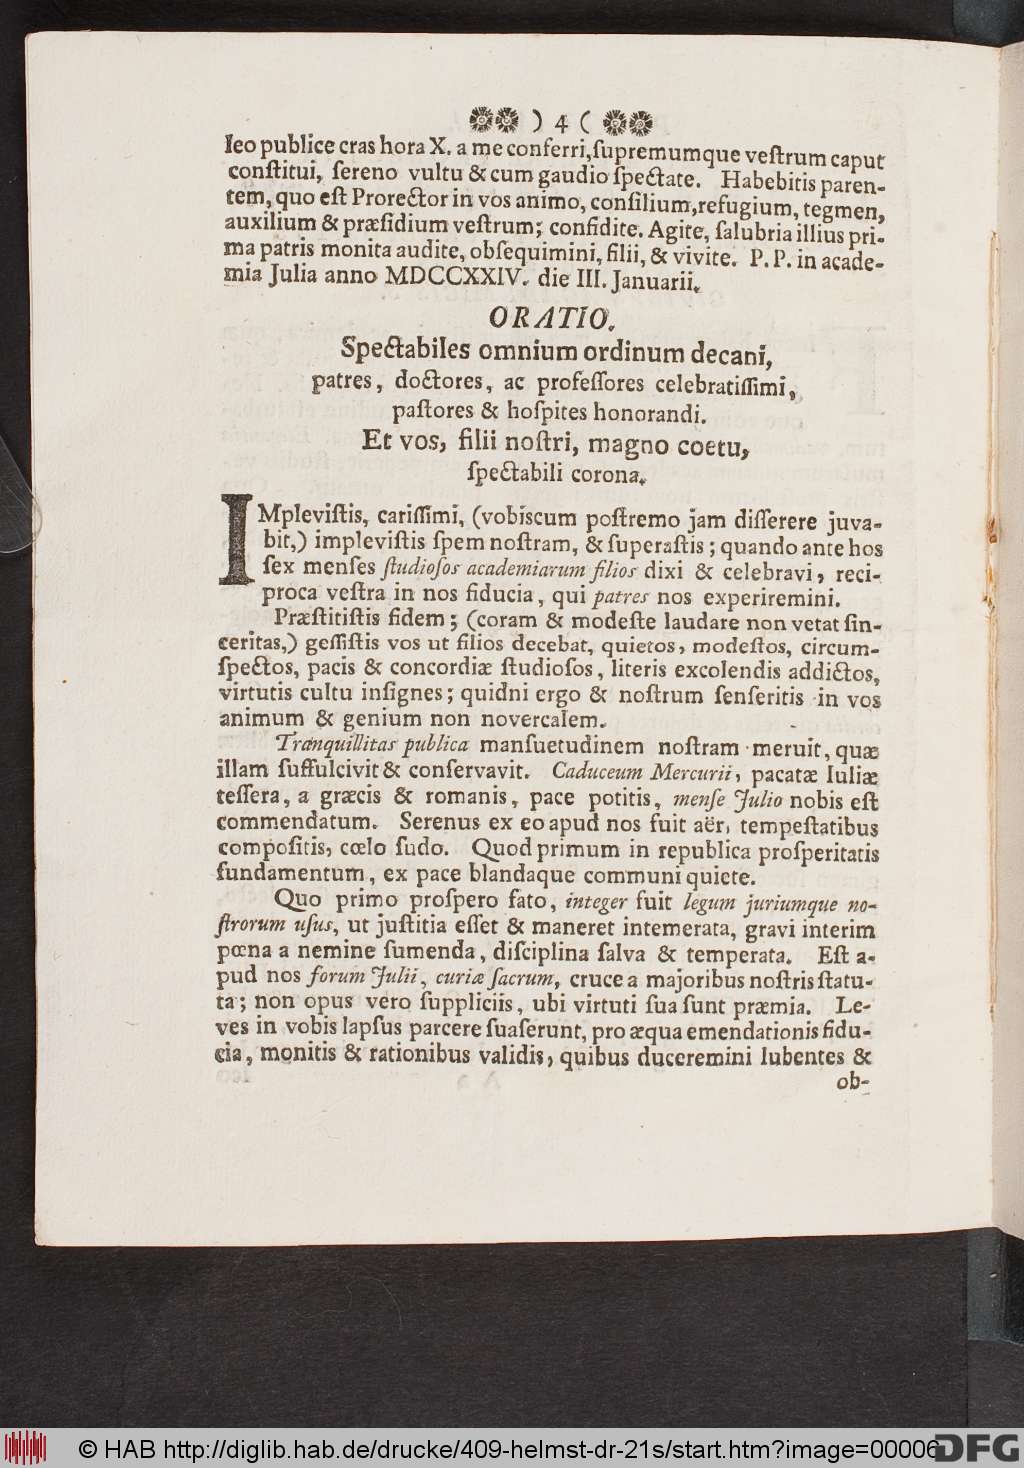 ) 4 (
leo publice cras hora X. a me conferri, ſupremumque veſtrum caput
conſtitui, ſereno vultu & cum gaudio ſpectate. Habebitis paren-
tem, quo eſt Prorector in vos animo, conſilium, refugium, tegmen,
auxilium & præſidium veſtrum; confidite. Agite, ſalubria illius pri-
ma patris monita audite, obſequimini, filii, & vivite. P. P. in acade-
mia Julia anno MDCCXXIV. die III. Januarii.
ORATIO.
Spectabiles omnium ordinum decani,
patres, doctores, ac profeſſores celebratiſſimi,
paſtores & hoſpites honorandi.
Et vos, filii noſtri, magno coetu,
ſpectabili corona.
IMpleviſtis, cariſſimi, (vobiscum poſtremo jam diſſerere juva-
bit,) impleviſtis ſpem noſtram, & ſuperaſtis; quando ante hos
ſex menſes ſtudioſos academiarum filios dixi & celebravi, reci-
proca veſtra in nos fiducia, qui patres nos experiremini.
Præſtitiſtis fidem; (coram & modeſte laudare non vetat ſin-
ceritas,) geſſiſtis vos ut filios decebat, quietos, modeſtos, circum-
ſpectos, pacis & concordiæ ſtudioſos, literis excolendis addictos,
virtutis cultu inſignes; quidni ergo & noſtrum ſenſeritis in vos
animum & genium non novercalem.
Tranquillitas publica manſuetudinem noſtram meruit, quæ
illam ſuffulcivit & conſervavit. Caduceum Mercurii, pacatæ Iuliæ
teſſera, a græcis & romanis, pace potitis, menſe Julio nobis eſt
commendatum. Serenus ex eo apud nos fuit aër, tempeſtatibus
compoſitis, cœlo ſudo. Quod primum in republica proſperitatis
fundamentum, ex pace blandaque communi quiete.
Quo primo proſpero fato, integer fuit legum juriumque no-
ſtrorum uſus, ut juſtitia eſſet & maneret intemerata, gravi interim
pœna a nemine ſumenda, diſciplina ſalva & temperata. Eſt a-
pud nos forum Julii, curiæ ſacrum, cruce a majoribus noſtris ſtatu-
ta; non opus vero ſuppliciis, ubi virtuti ſua ſunt præmia. Le-
ves in vobis lapſus parcere ſuaſerunt, pro æqua emendationis fidu-
cia, monitis & rationibus validis, quibus duceremini lubentes &
ob-
© HAB http://diglib.hab.de/drucke/409-helmst-dr-21s/start.htm?image=00006
DFG